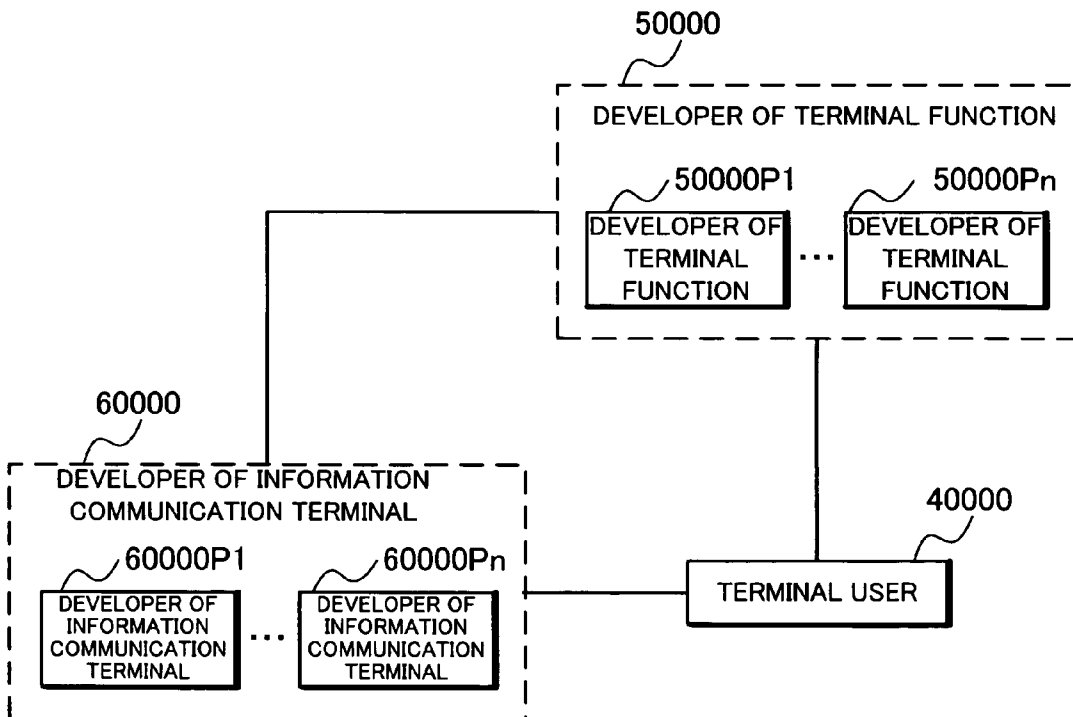 50000
DEVELOPER OF TERMINAL FUNCTION
50000P1
50000Pn
DEVELOPER OF
TERMINAL
FUNCTION
...
DEVELOPER OF
TERMINAL
FUNCTION
60000
DEVELOPER OF INFORMATION
COMMUNICATION TERMINAL
60000P1
60000Pn
DEVELOPER OF
INFORMATION
COMMUNICATION
TERMINAL
...
DEVELOPER OF
INFORMATION
COMMUNICATION
TERMINAL
40000
TERMINAL USER